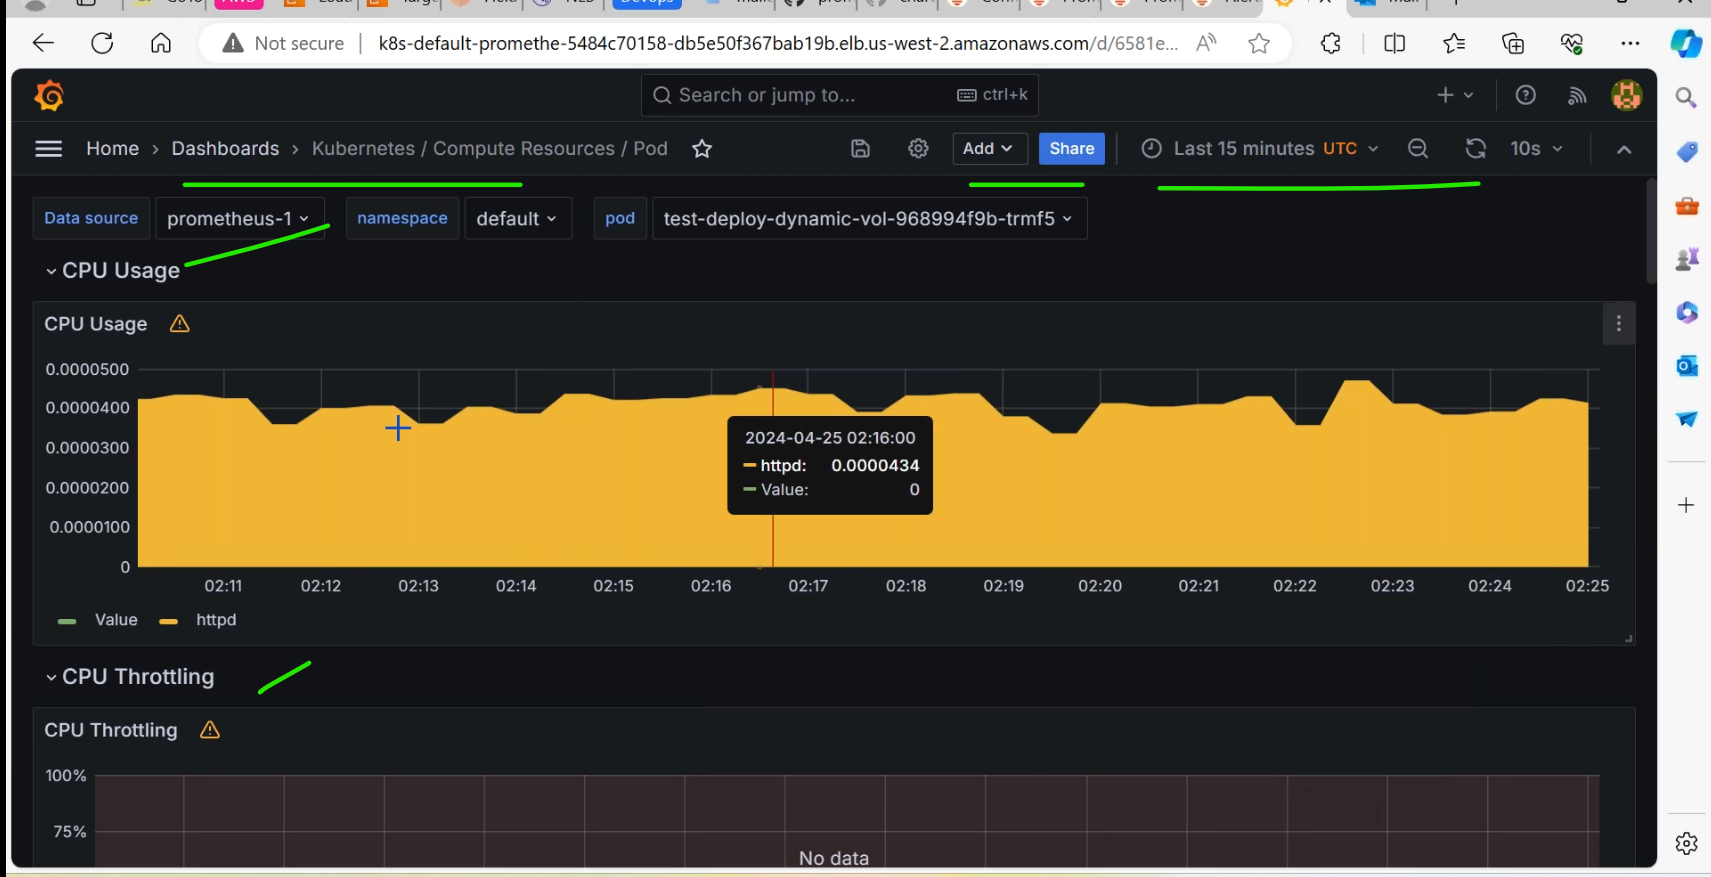 AWS
Devops
Not secure
k8s-default-promethe-5484c70158-db5e50f367bab19b.elb.us-west-2.amazonaws.com/d/6581e...
Search or jump to...
ctrl+k
Home › Dashboards › Kubernetes / Compute Resources / Pod
Add
Share
Last 15 minutes UTC
10s
Data source
prometheus-1
namespace
default
pod
test-deploy-dynamic-vol-968994f9b-trmf5
CPU Usage
CPU Usage
0.0000500
0.0000400
0.0000300
0.0000200
0.0000100
0
2024-04-25 02:16:00
httpd: 0.0000434
Value: 0
02:11 02:12 02:13 02:14 02:15 02:16 02:17 02:18 02:19 02:20 02:21 02:22 02:23 02:24 02:25
Value httpd
CPU Throttling
CPU Throttling
100%
75%
No data